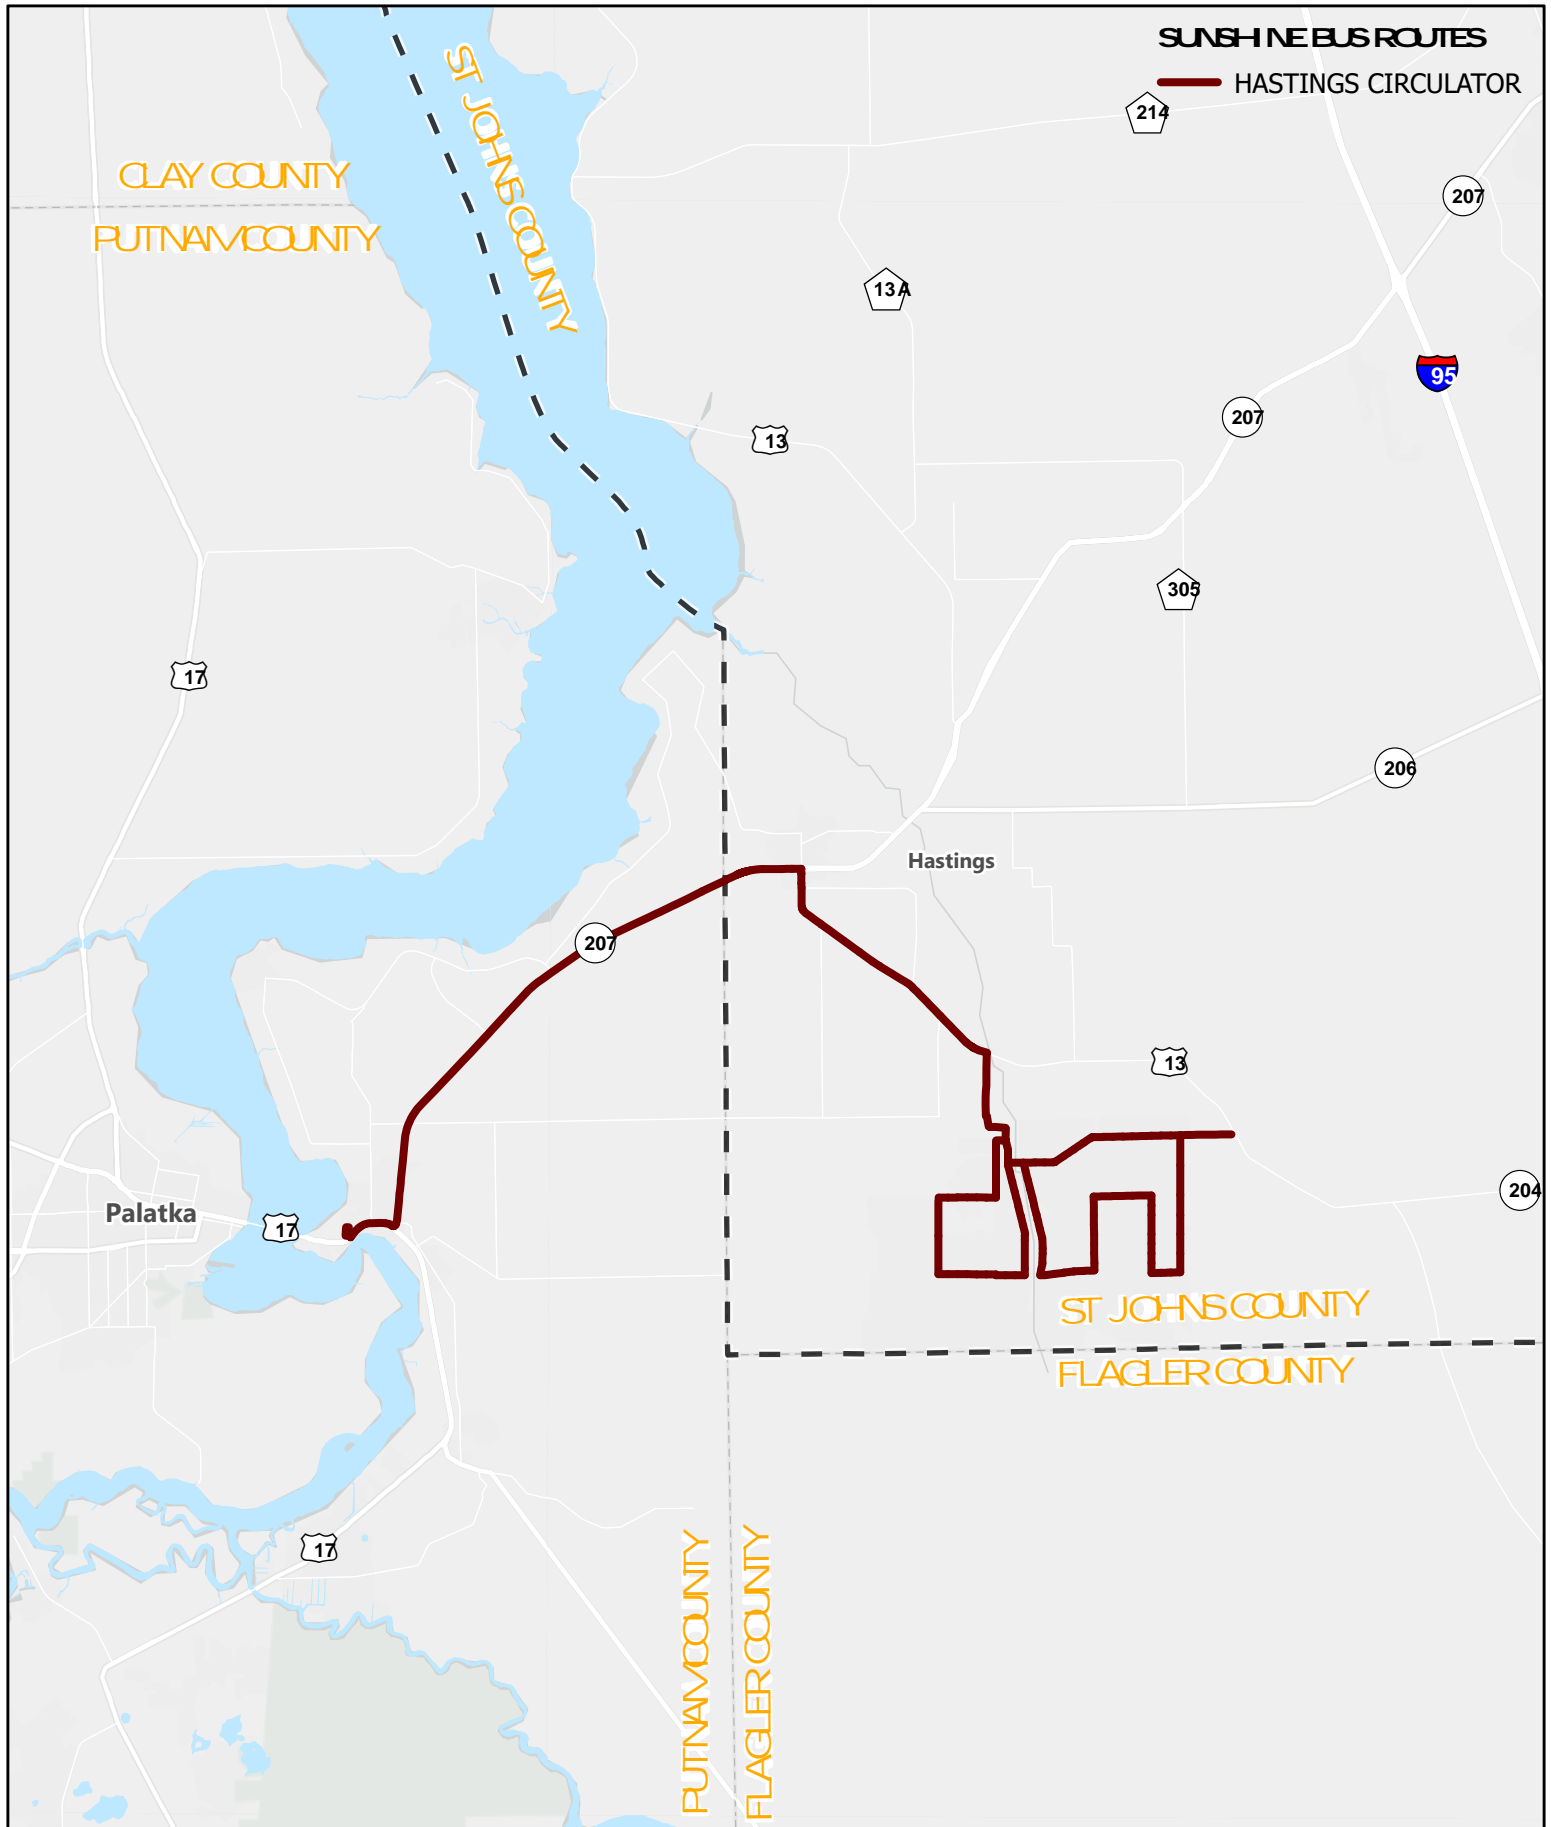 SUNSHINE BUS ROUTES
HASTINGS CIRCULATOR
ST JOHNS COUNTY
214
CLAY COUNTY
207
PUTNAM COUNTY
13A
95
207
13
305
17
206
Hastings
207
13
204
Palatka
17
ST JOHNS COUNTY
FLAGLER COUNTY
17
PUTNAM COUNTY
FLAGLER COUNTY